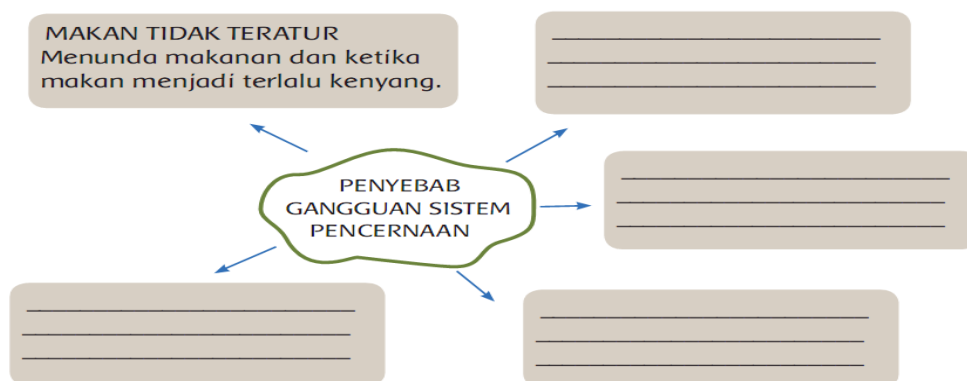 MAKAN TIDAK TERATUR
Menunda makanan dan ketika
makan menjadi terlalu kenyang.
PENYEBAB
GANGGUAN SISTEM
PENCERNAAN